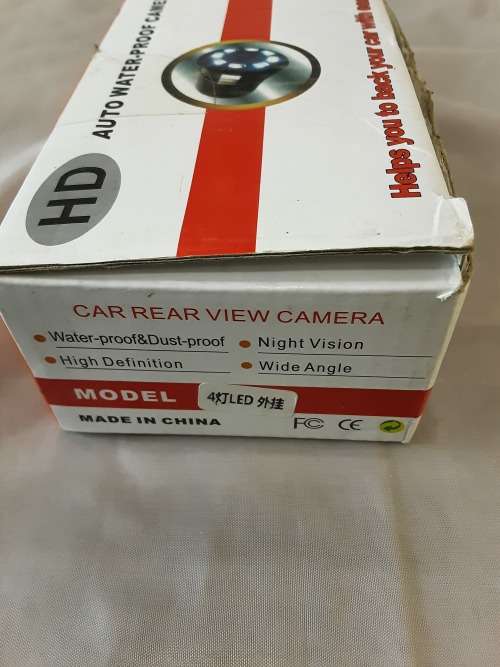 HD
AUTO WATER-PROOF CAME
Helps you to back your car with
CAR REAR VIEW CAMERA
Water-proof&Dust-proof
Night Vision
High Definition
Wide Angle
MODEL
4灯LED 外挂
MADE IN CHINA
FC CE